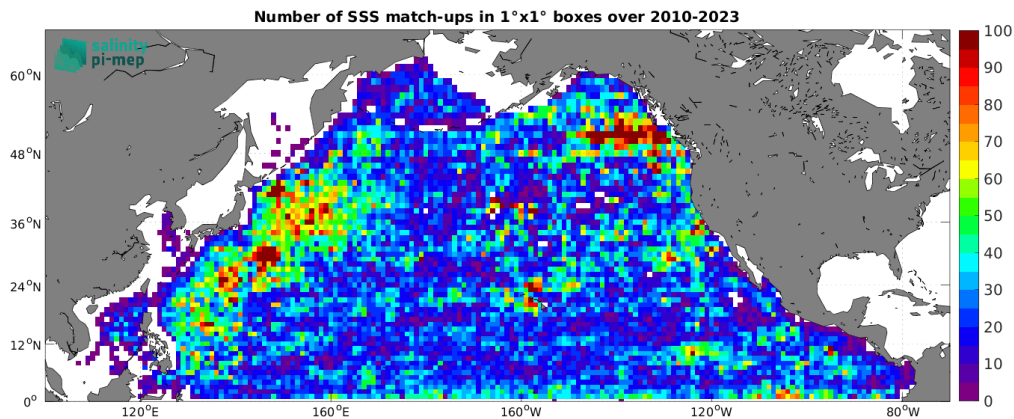 Number of SSS match-ups in 1°x1° boxes over 2010-2023
salinity
pi-mep
60°N
48°N
36°N
24°N
12°N
0°
120°E
160°E
160°W
120°W
80°W
100
90
80
70
60
50
40
30
20
10
0